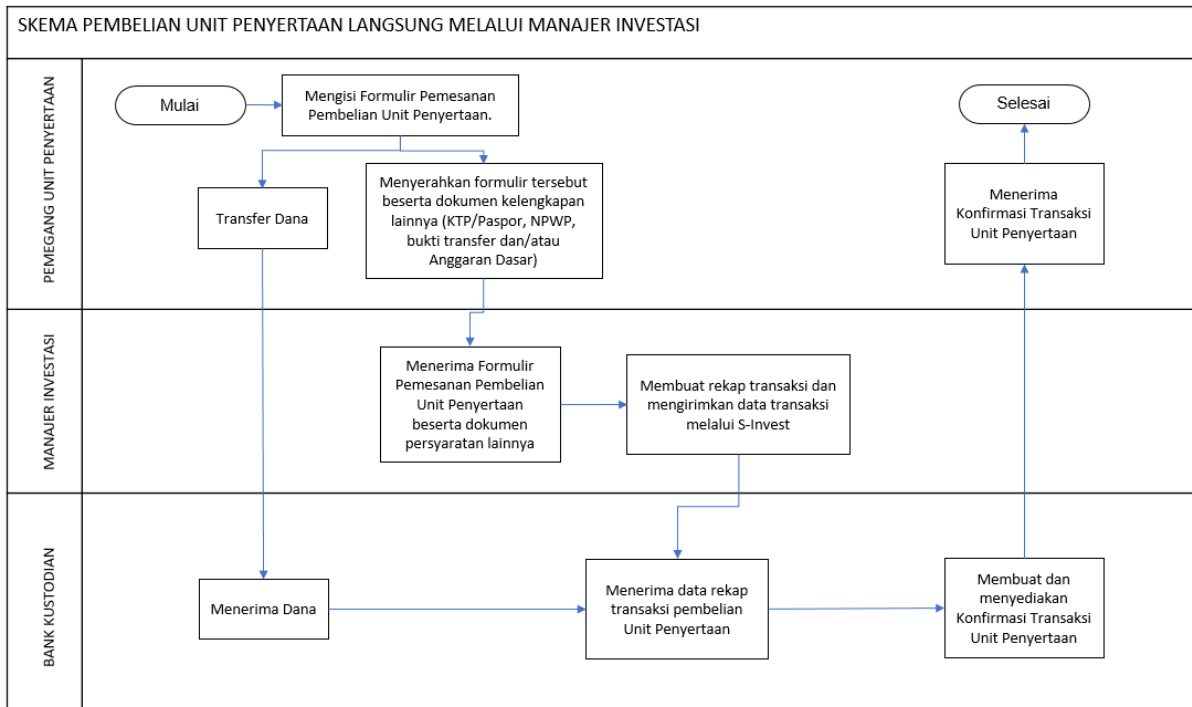 SKEMA PEMBELIAN UNIT PENYERTAAN LANGSUNG MELALUI MANAJER INVESTASI
PEMEGANG UNIT PENYERTAAN
Mulai
Mengisi Formulir Pemesanan
Pembelian Unit Penyertaan.
Selesai
Transfer Dana
Menyerahkan formulir tersebut
beserta dokumen kelengkapan
lainnya (KTP/Paspor, NPWP,
bukti transfer dan/atau
Anggaran Dasar)
Menerima
Konfirmasi Transaksi
Unit Penyertaan
MANAJER INVESTASI
Menerima Formulir
Pemesanan Pembelian
Unit Penyertaan
beserta dokumen
persyaratan lainnya
Membuat rekap transaksi dan
mengirimkan data transaksi
melalui S-Invest
BANK KUSTODIAN
Menerima Dana
Menerima data rekap
transaksi pembelian
Unit Penyertaan
Membuat dan
menyediakan
Konfirmasi Transaksi
Unit Penyertaan